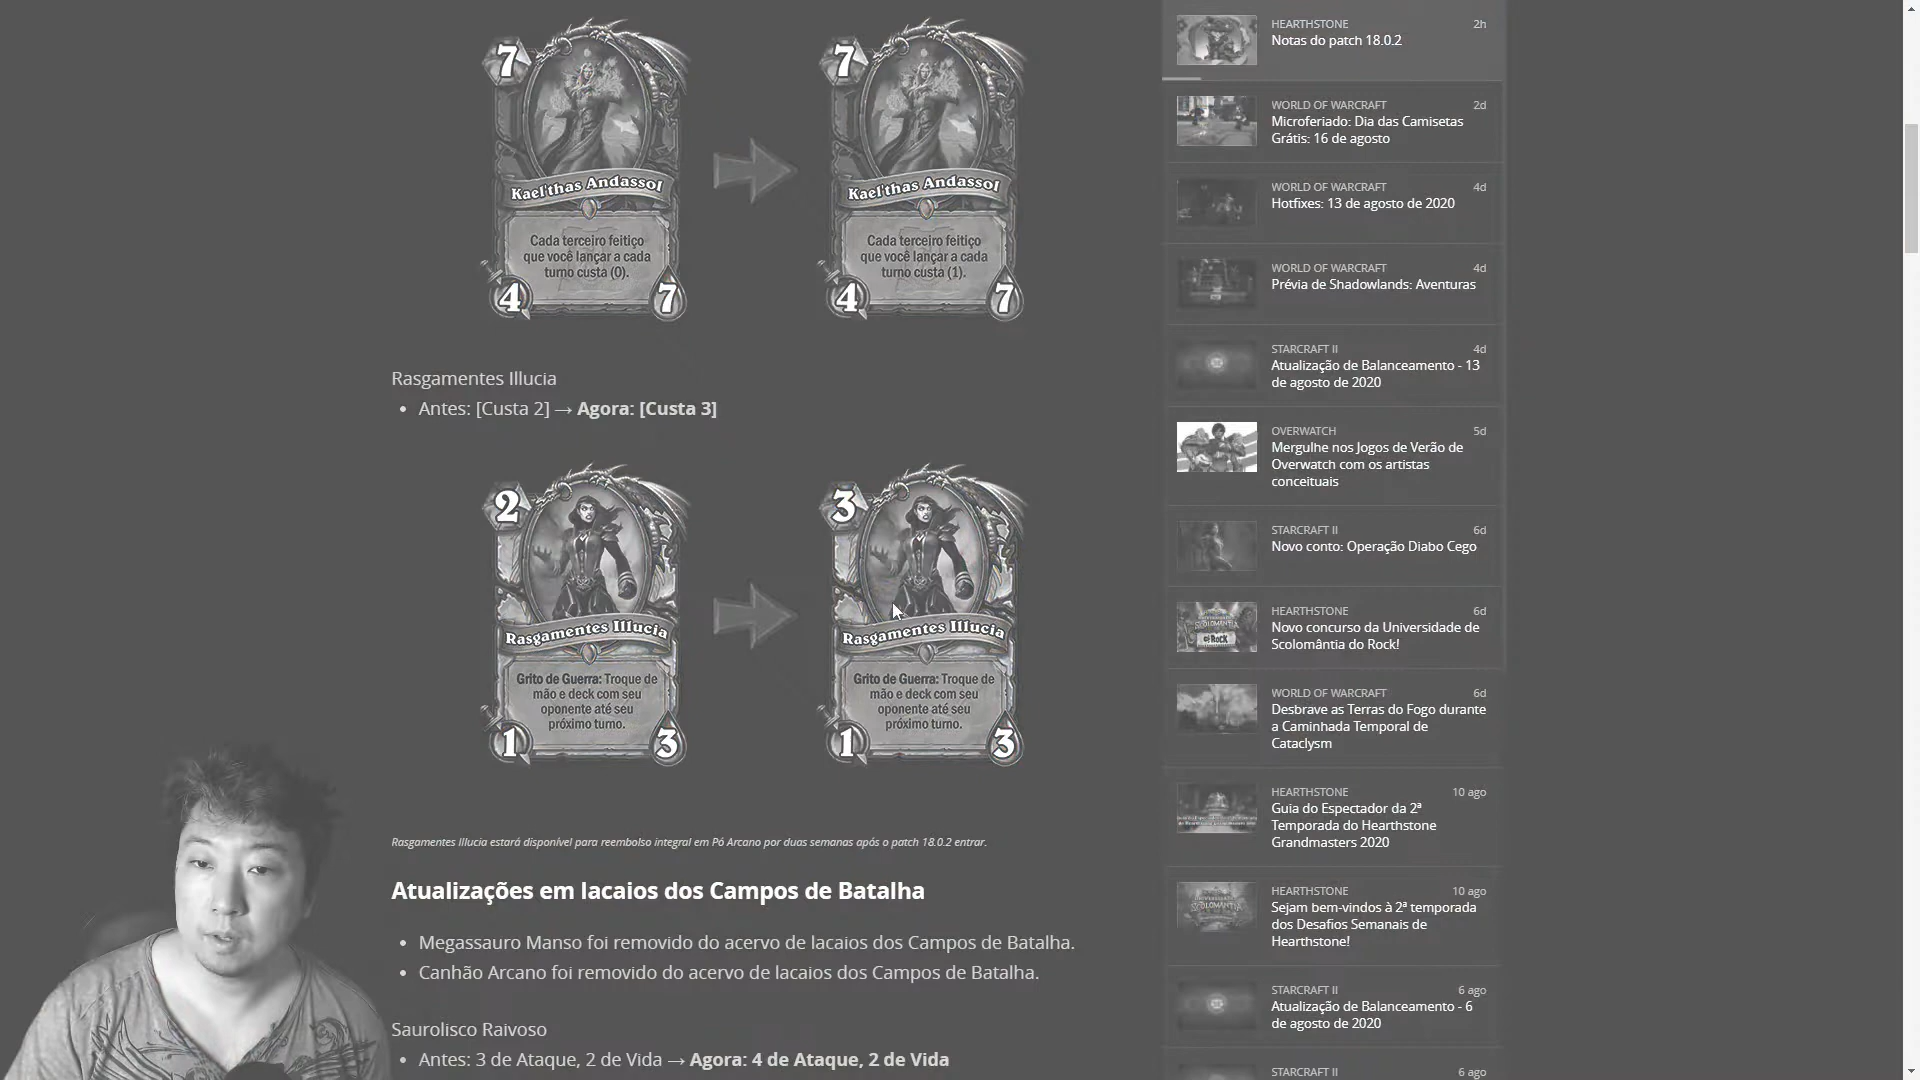 7
Kael'thas Andassol
Cada terceiro feitiço
que você lançar a cada
turno custa (0).
4
7
7
Kael'thas Andassol
Cada terceiro feitiço
que você lançar a cada
turno custa (1).
4
7
Rasgamentes Illucia
• Antes: [Custa 2] → Agora: [Custa 3]
2
Rasgamentes Illucia
Grito de Guerra: Troque de
mão e deck com seu
oponente até seu
próximo turno.
1
3
3
Rasgamentes Illucia
Grito de Guerra: Troque de
mão e deck com seu
oponente até seu
próximo turno.
1
3
Rasgamentes Illucia estará disponível para reembolso integral em Pó Arcano por duas semanas após o patch 18.0.2 entrar.
Atualizações em lacaios dos Campos de Batalha
• Megassauro Manso foi removido do acervo de lacaios dos Campos de Batalha.
• Canhão Arcano foi removido do acervo de lacaios dos Campos de Batalha.
Saurolisco Raivoso
• Antes: 3 de Ataque, 2 de Vida → Agora: 4 de Ataque, 2 de Vida
HEARTHSTONE 2h
Notas do patch 18.0.2
WORLD OF WARCRAFT 2d
Microferiado: Dia das Camisetas
Grátis: 16 de agosto
WORLD OF WARCRAFT 4d
Hotfixes: 13 de agosto de 2020
WORLD OF WARCRAFT 4d
Prévia de Shadowlands: Aventuras
STARCRAFT II 4d
Atualização de Balanceamento - 13
de agosto de 2020
OVERWATCH 5d
Mergulhe nos Jogos de Verão de
Overwatch com os artistas
conceituais
STARCRAFT II 6d
Novo conto: Operação Diabo Cego
HEARTHSTONE 6d
Novo concurso da Universidade de
Scolomântia do Rock!
WORLD OF WARCRAFT 6d
Desbrave as Terras do Fogo durante
a Caminhada Temporal de
Cataclysm
HEARTHSTONE 10 ago
Guia do Espectador da 2ª
Temporada do Hearthstone
Grandmasters 2020
HEARTHSTONE 10 ago
Sejam bem-vindos à 2ª temporada
dos Desafios Semanais de
Hearthstone!
STARCRAFT II 6 ago
Atualização de Balanceamento - 6
de agosto de 2020
STARCRAFT II 6 ago